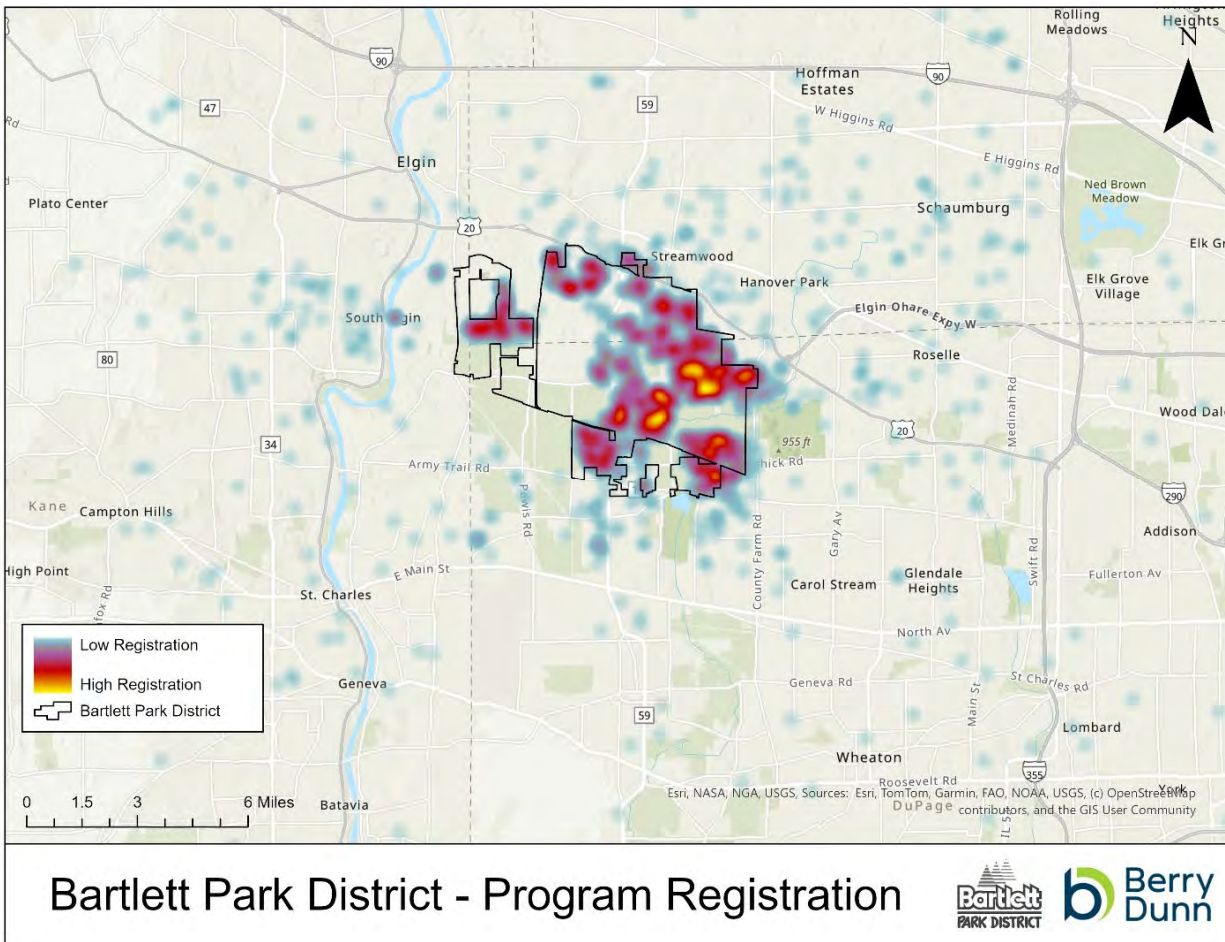 Rolling
Meadows
Heights
N
90
Hoffman
Estates
90
59
47
W Higgins Rd
Elgin
E Higgins Rd
Ned Brown
Meadow
Plato Center
Schaumburg
20
Streamwood
Elk Gr
Hanover Park
Elk Grove
Village
South Elgin
Elgin Ohare Expy W
80
Roselle
Medinah Rd
Wood Dale
20
34
955 ft
Army Trail Rd
hick Rd
Powis Rd
290
Kane
Campton Hills
County Farm Rd
Gary Av
Addison
High Point
E Main St
Carol Stream
Glendale
Heights
Swift Rd
Fullerton Av
fox Rd
St. Charles
North Av
Low Registration
High Registration
Bartlett Park District
Geneva
Geneva Rd
Main St
St Charles Rd
59
Lombard
Wheaton
355
Roosevelt Rd
York
0 1.5 3 6 Miles
Batavia
DuPage
Esri, NASA, NGA, USGS, Sources: Esri, TomTom, Garmin, FAO, NOAA, USGS, (c) OpenStreetMap
contributors, and the GIS User Community
Bartlett Park District - Program Registration
Bartlett
PARK DISTRICT
b
Berry
Dunn